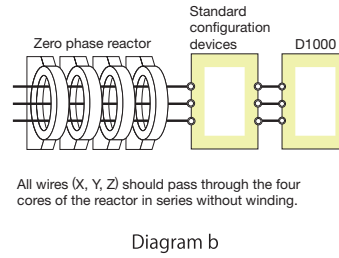 Standard
configuration
devices
Zero phase reactor
D1000
All wires (X, Y, Z) should pass through the four
cores of the reactor in series without winding.
Diagram b